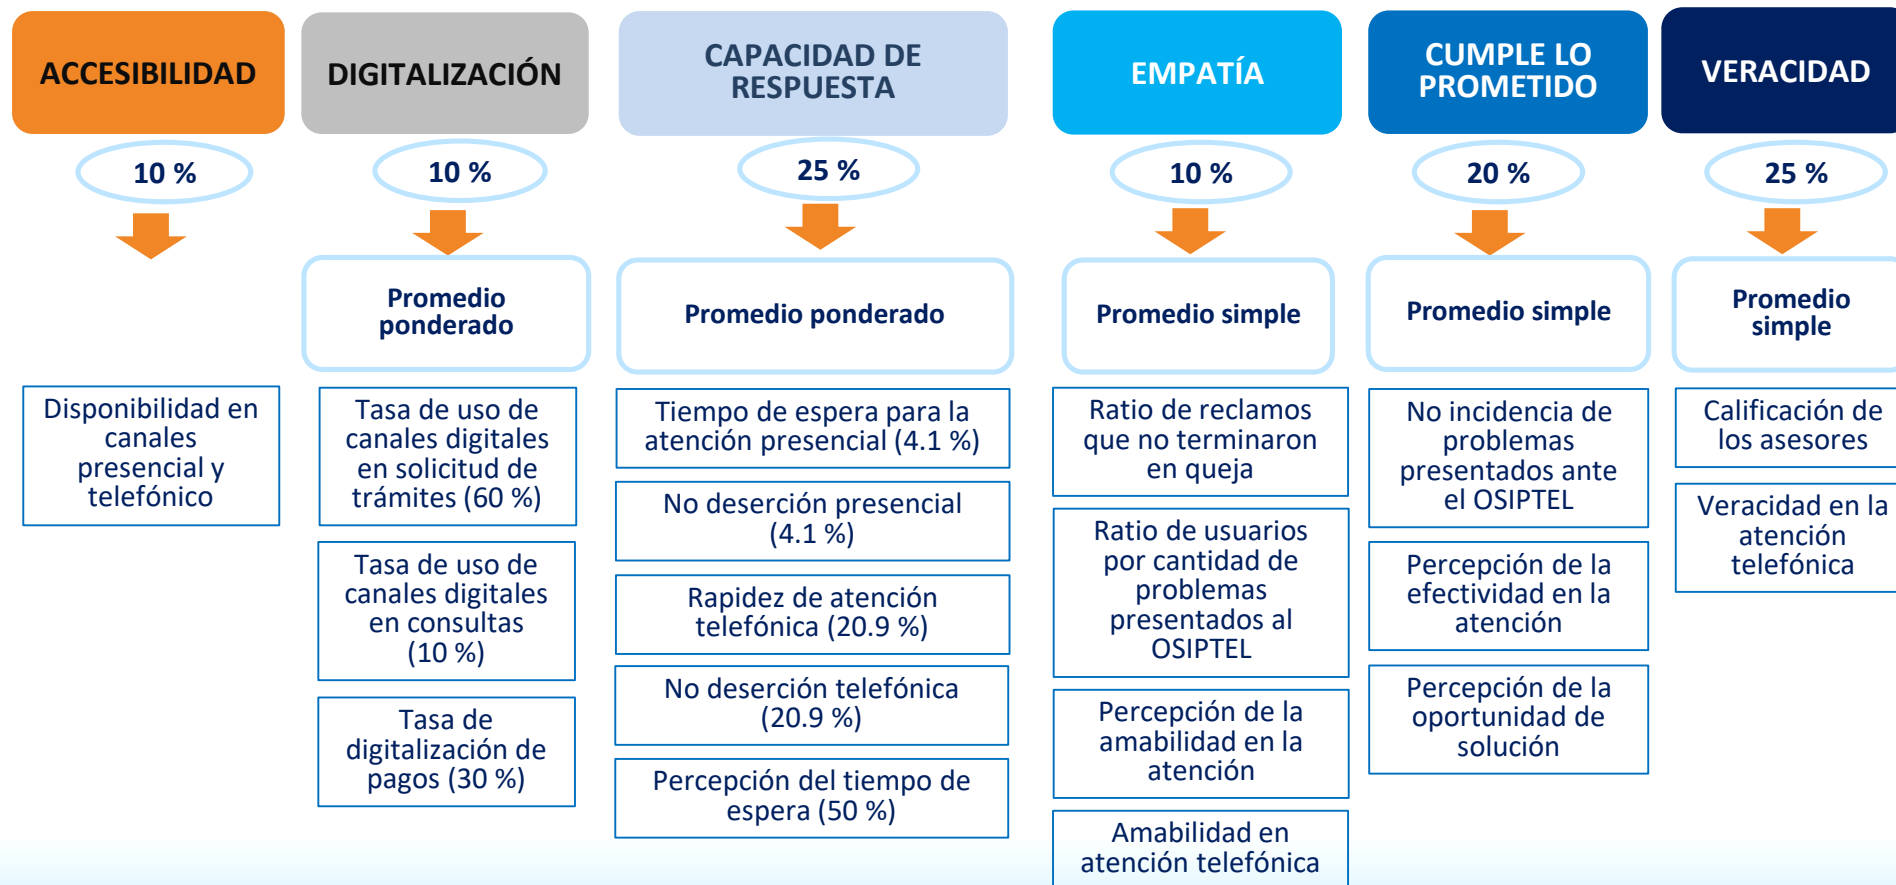 ACCESIBILIDAD
10 %
Disponibilidad en
canales
presencial y
telefónico
DIGITALIZACIÓN
10 %
Promedio
ponderado
Tasa de uso de
canales digitales
en solicitud de
trámites (60 %)
Tasa de uso de
canales digitales
en consultas
(10 %)
Tasa de
digitalización de
pagos (30 %)
CAPACIDAD DE
RESPUESTA
25 %
Promedio ponderado
Tiempo de espera para la
atención presencial (4.1 %)
No deserción presencial
(4.1 %)
Rapidez de atención
telefónica (20.9 %)
No deserción telefónica
(20.9 %)
Percepción del tiempo de
espera (50 %)
EMPATÍA
10 %
Promedio simple
Ratio de reclamos
que no terminaron
en queja
Ratio de usuarios
por cantidad de
problemas
presentados al
OSIPTEL
Percepción de la
amabilidad en la
atención
Amabilidad en
atención telefónica
CUMPLE LO
PROMETIDO
20 %
Promedio simple
No incidencia de
problemas
presentados ante
el OSIPTEL
Percepción de la
efectividad en la
atención
Percepción de la
oportunidad de
solución
VERACIDAD
25 %
Promedio
simple
Calificación de
los asesores
Veracidad en la
atención
telefónica